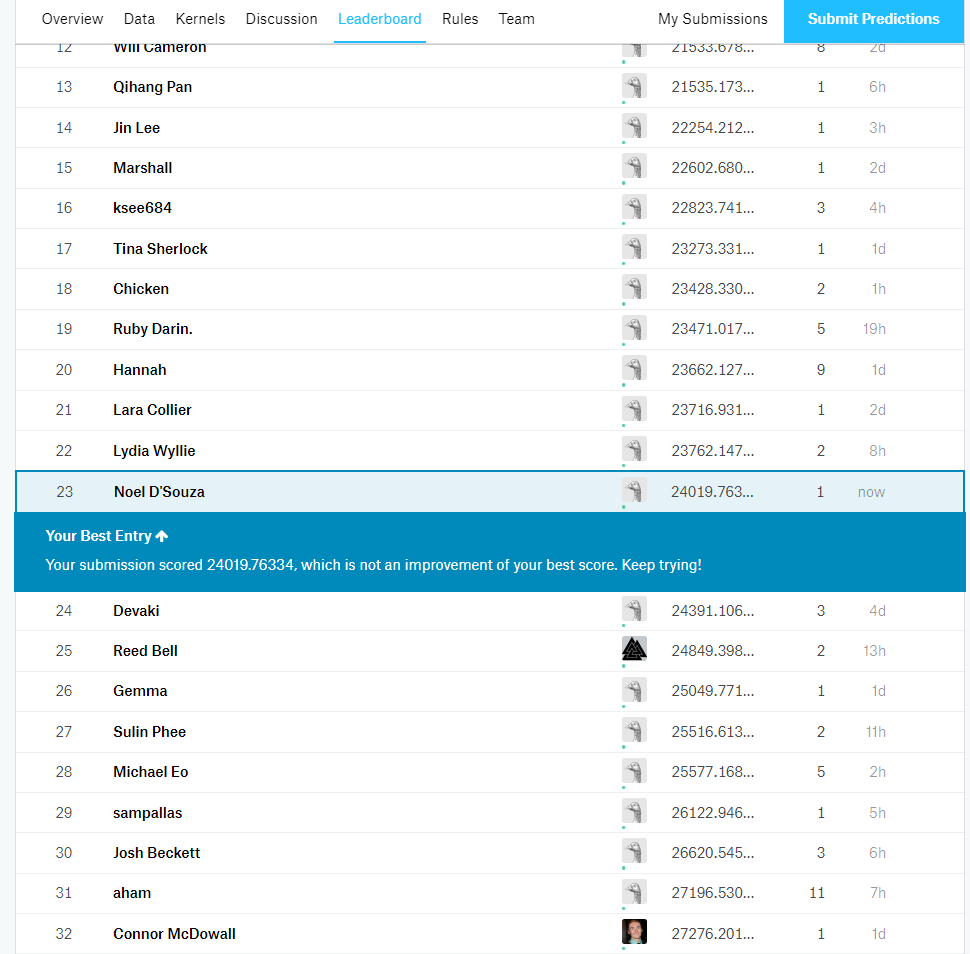 Overview Data Kernels Discussion Leaderboard Rules Team My Submissions Submit Predictions
12 Will Cameron 21533.678... 8 2d
13 Qihang Pan 21535.173... 1 6h
14 Jin Lee 22254.212... 1 3h
15 Marshall 22602.680... 1 2d
16 ksee684 22823.741... 3 4h
17 Tina Sherlock 23273.331... 1 1d
18 Chicken 23428.330... 2 1h
19 Ruby Darin. 23471.017... 5 19h
20 Hannah 23662.127... 9 1d
21 Lara Collier 23716.931... 1 2d
22 Lydia Wyllie 23762.147... 2 8h
23 Noel D'Souza 24019.763... 1 now
Your Best Entry
Your submission scored 24019.76334, which is not an improvement of your best score. Keep trying!
24 Devaki 24391.106... 3 4d
25 Reed Bell 24849.398... 2 13h
26 Gemma 25049.771... 1 1d
27 Sulin Phee 25516.613... 2 11h
28 Michael Eo 25577.168... 5 2h
29 sampallas 26122.946... 1 5h
30 Josh Beckett 26620.545... 3 6h
31 aham 27196.530... 11 7h
32 Connor McDowall 27276.201... 1 1d